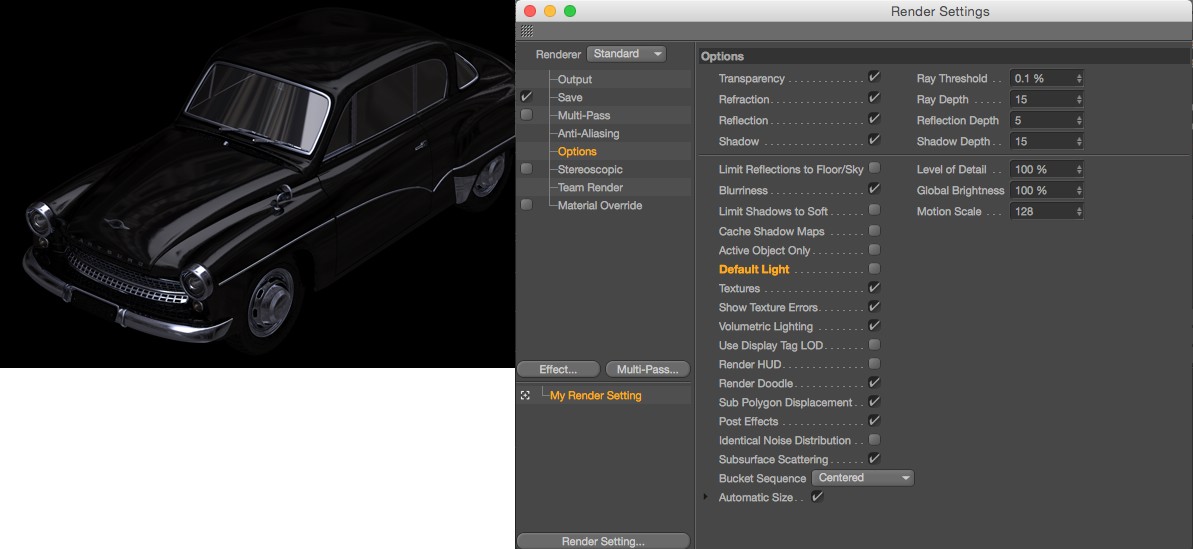 Render Settings
Renderer Standard
Output
Save
Multi-Pass
Anti-Aliasing
Options
Stereoscopic
Team Render
Material Override
Effect... Multi-Pass...
My Render Setting
Render Setting...
Options
Transparency Ray Threshold 0.1 %
Refraction Ray Depth 15
Reflection Reflection Depth 5
Shadow Shadow Depth 15
Limit Reflections to Floor/Sky Level of Detail 100 %
Blurriness Global Brightness 100 %
Limit Shadows to Soft Motion Scale 128
Cache Shadow Maps
Active Object Only
Default Light
Textures
Show Texture Errors
Volumetric Lighting
Use Display Tag LOD
Render HUD
Render Doodle
Sub Polygon Displacement
Post Effects
Identical Noise Distribution
Subsurface Scattering
Bucket Sequence Centered
Automatic Size